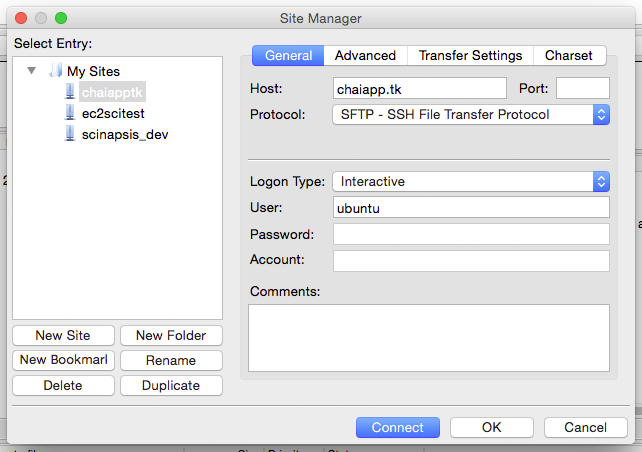 Site Manager
Select Entry:
My Sites
chaiapptk
ec2scitest
scinapsis_dev
New Site
New Folder
New Bookmarl
Rename
Delete
Duplicate
General
Advanced
Transfer Settings
Charset
Host:
chaiapp.tk
Port:
Protocol:
SFTP - SSH File Transfer Protocol
Logon Type:
Interactive
User:
ubuntu
Password:
Account:
Comments:
Connect
OK
Cancel